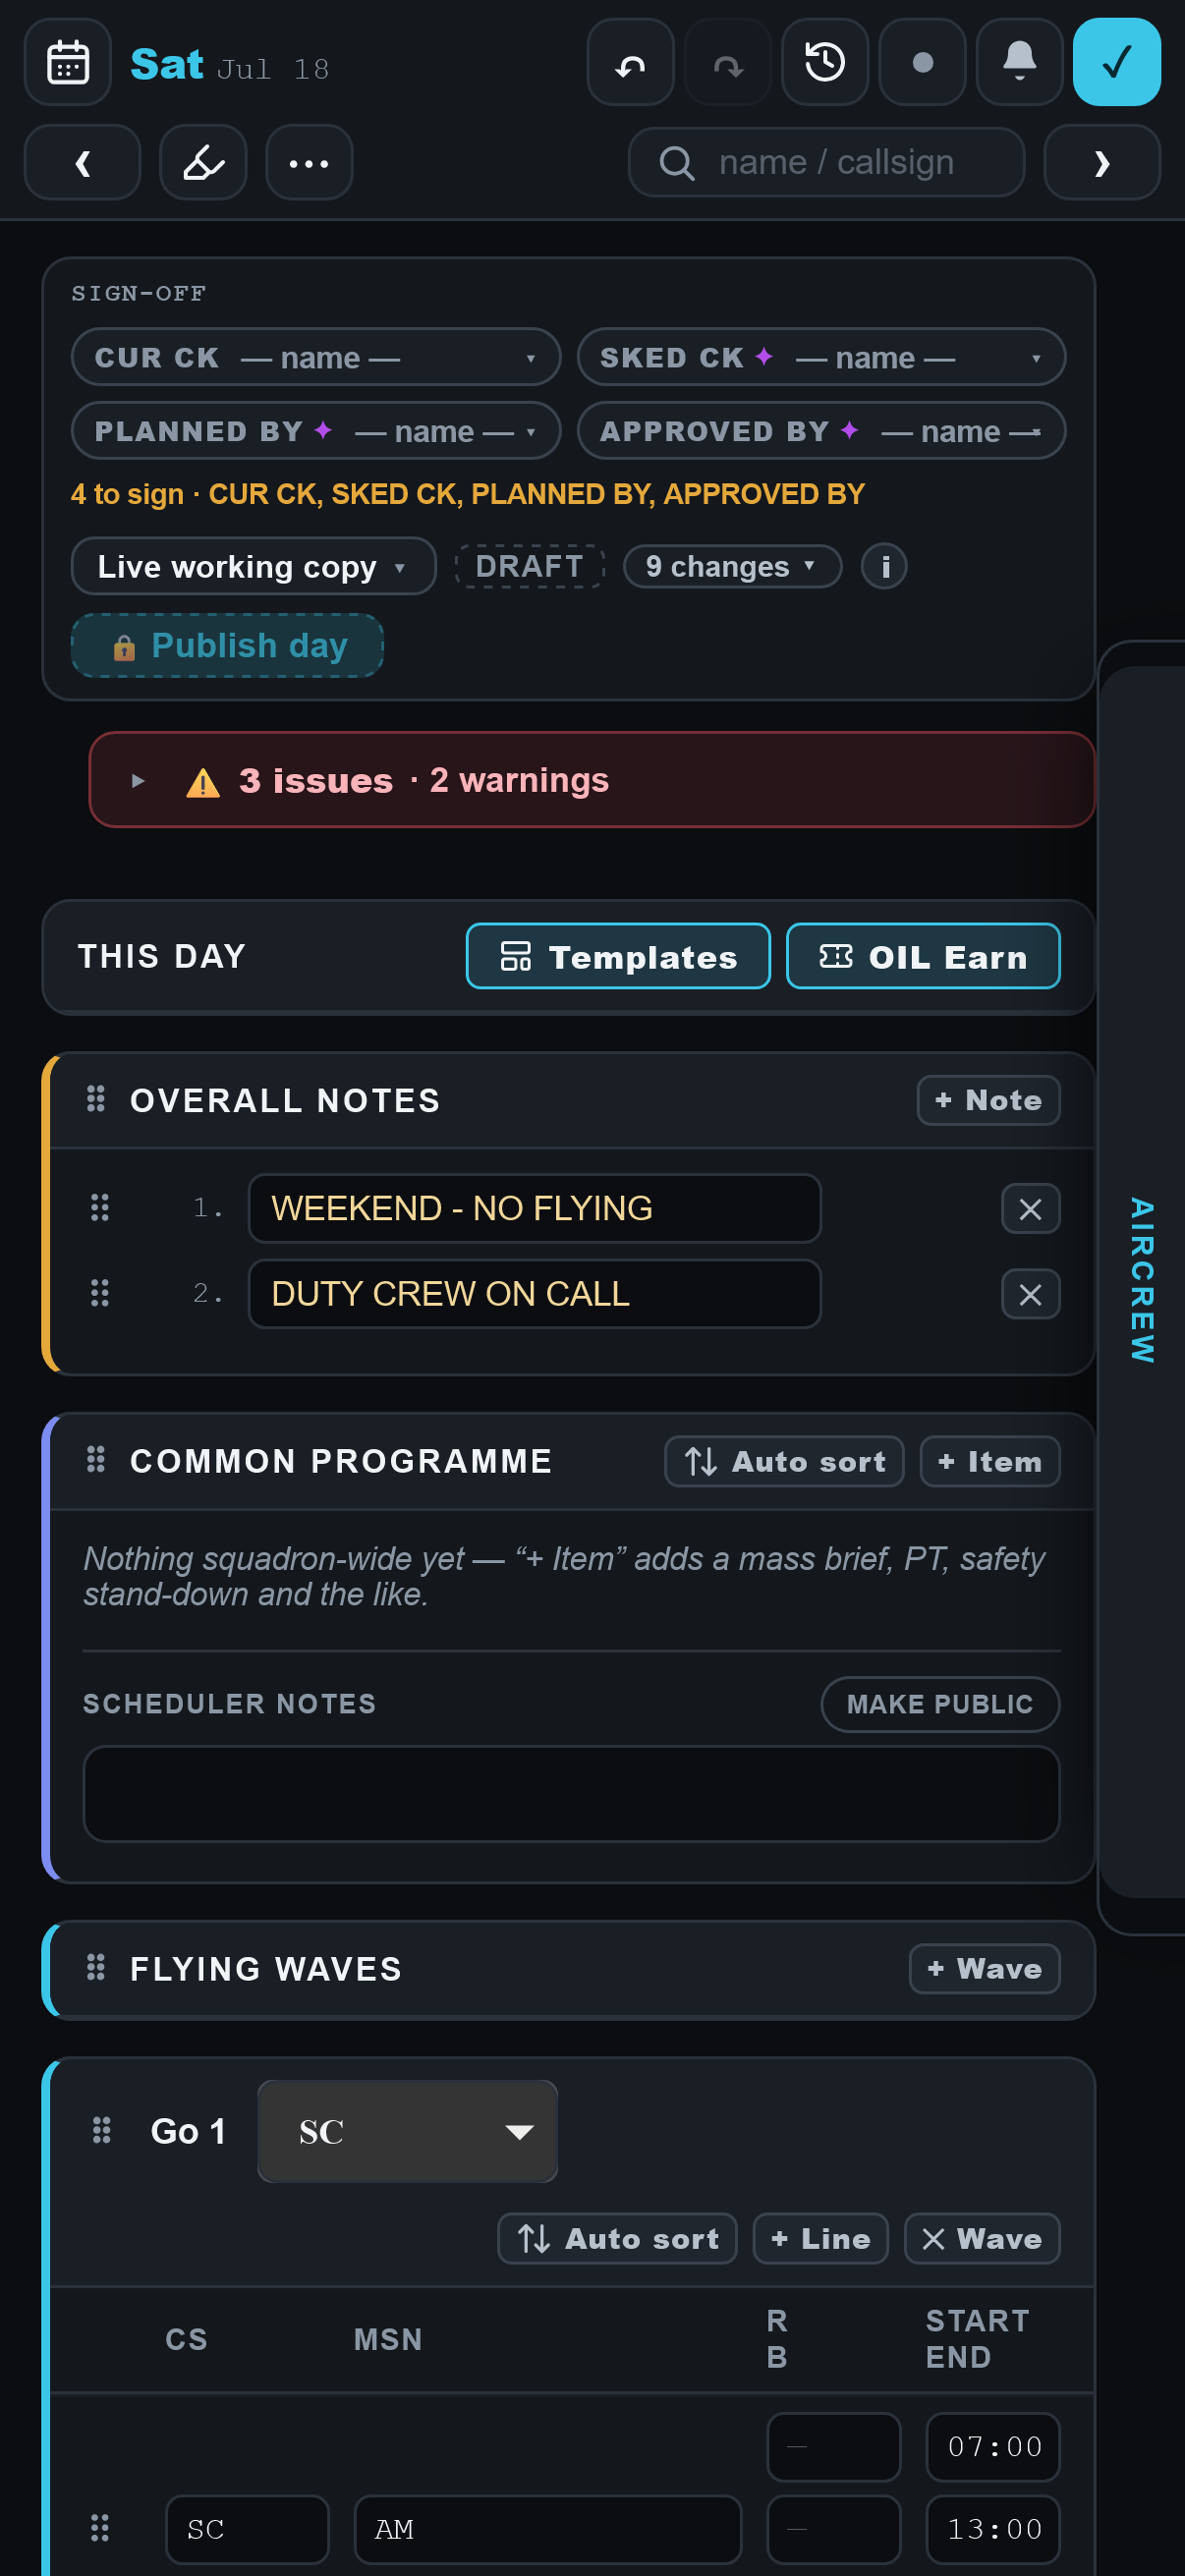 Sat Jul 18
name / callsign
SIGN-OFF
CUR CK — name —
SKED CK ✦ — name —
PLANNED BY ✦ — name —
APPROVED BY ✦ — name —
4 to sign · CUR CK, SKED CK, PLANNED BY, APPROVED BY
Live working copy
DRAFT
9 changes
i
Publish day
3 issues · 2 warnings
THIS DAY
Templates
OIL Earn
OVERALL NOTES
+ Note
1. WEEKEND - NO FLYING
2. DUTY CREW ON CALL
AIRCREW
COMMON PROGRAMME
Auto sort
+ Item
Nothing squadron-wide yet — “+ Item” adds a mass brief, PT, safety
stand-down and the like.
SCHEDULER NOTES
MAKE PUBLIC
FLYING WAVES
+ Wave
Go 1
SC
Auto sort
+ Line
× Wave
CS
MSN
R
B
START
END
— 07:00
SC AM — 13:00